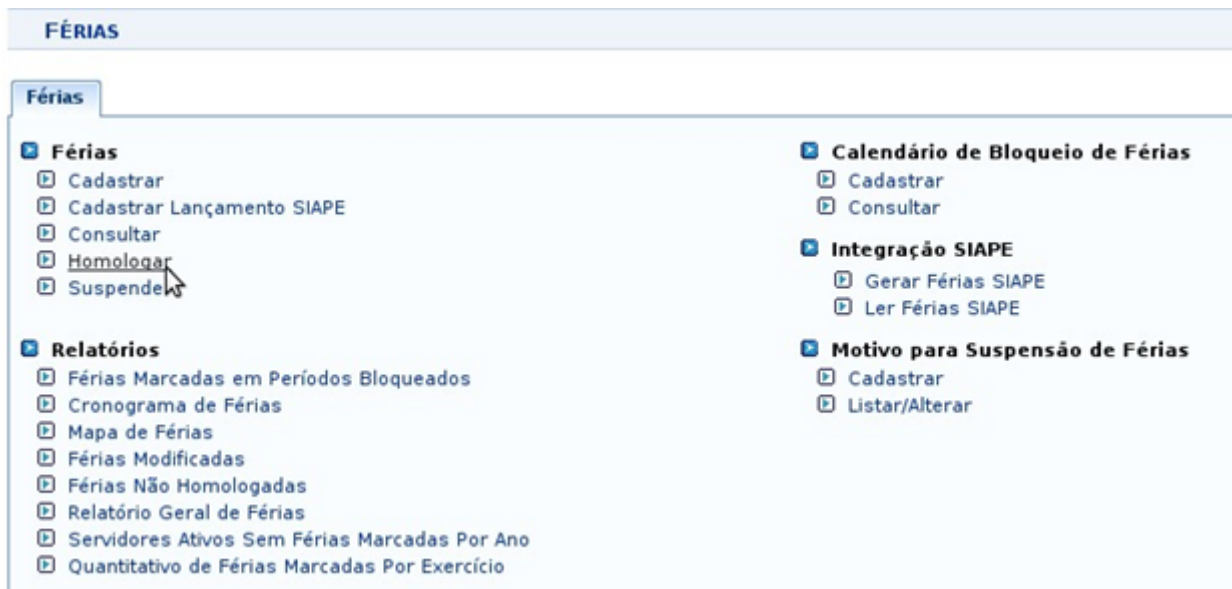 FÉRIAS
Férias
Férias
Cadastrar
Cadastrar Lançamento SIAPE
Consultar
Homologar
Suspender
Relatórios
Férias Marcadas em Períodos Bloqueados
Cronograma de Férias
Mapa de Férias
Férias Modificadas
Férias Não Homologadas
Relatório Geral de Férias
Servidores Ativos Sem Férias Marcadas Por Ano
Quantitativo de Férias Marcadas Por Exercício
Calendário de Bloqueio de Férias
Cadastrar
Consultar
Integração SIAPE
Gerar Férias SIAPE
Ler Férias SIAPE
Motivo para Suspensão de Férias
Cadastrar
Listar/Alterar